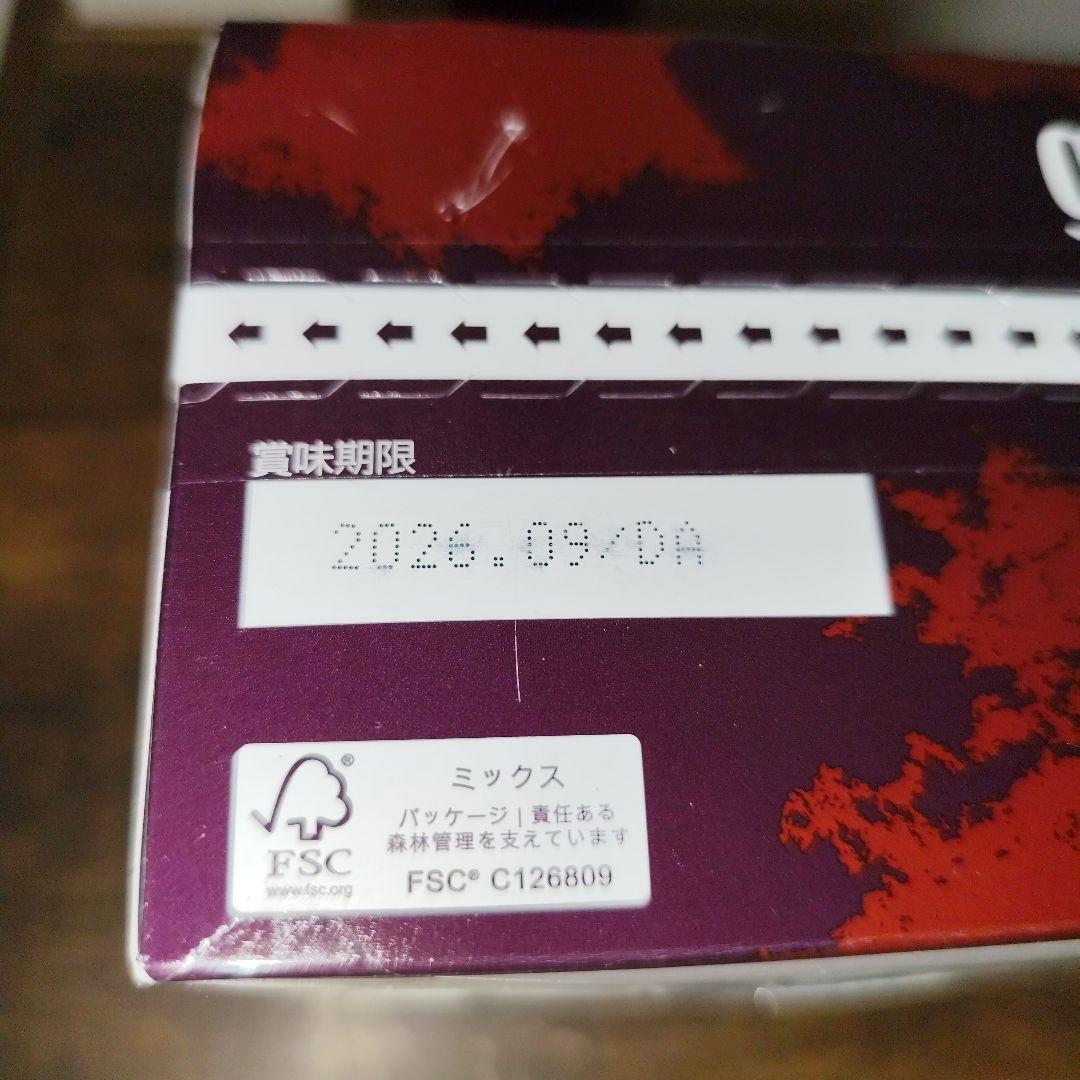 賞味期限
2026.09/DA
ミックス
パッケージ | 責任ある
森林管理を支えています
FSC® C126809
®
FSC
www.fsc.org